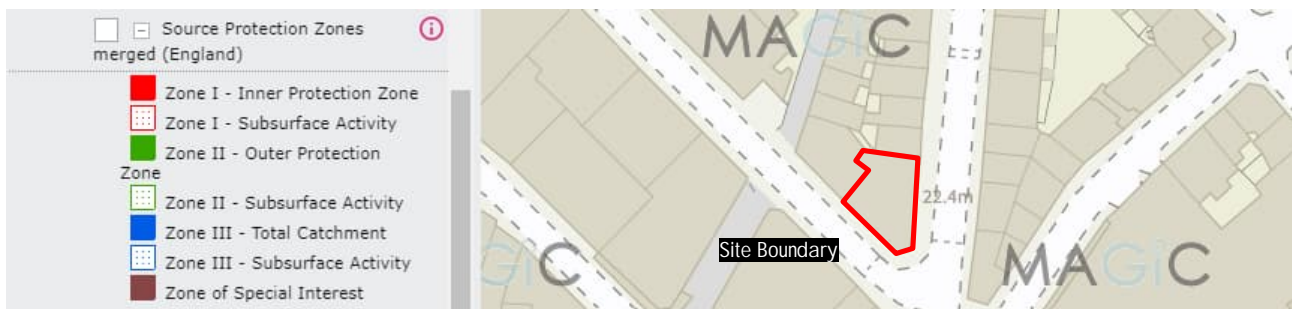 Source Protection Zones
merged (England)
Zone I - Inner Protection Zone
Zone I - Subsurface Activity
Zone II - Outer Protection
Zone
Zone II - Subsurface Activity
Zone III - Total Catchment
Zone III - Subsurface Activity
Zone of Special Interest
MAGiC
22.4m
Site Boundary
GiC
MAGiC